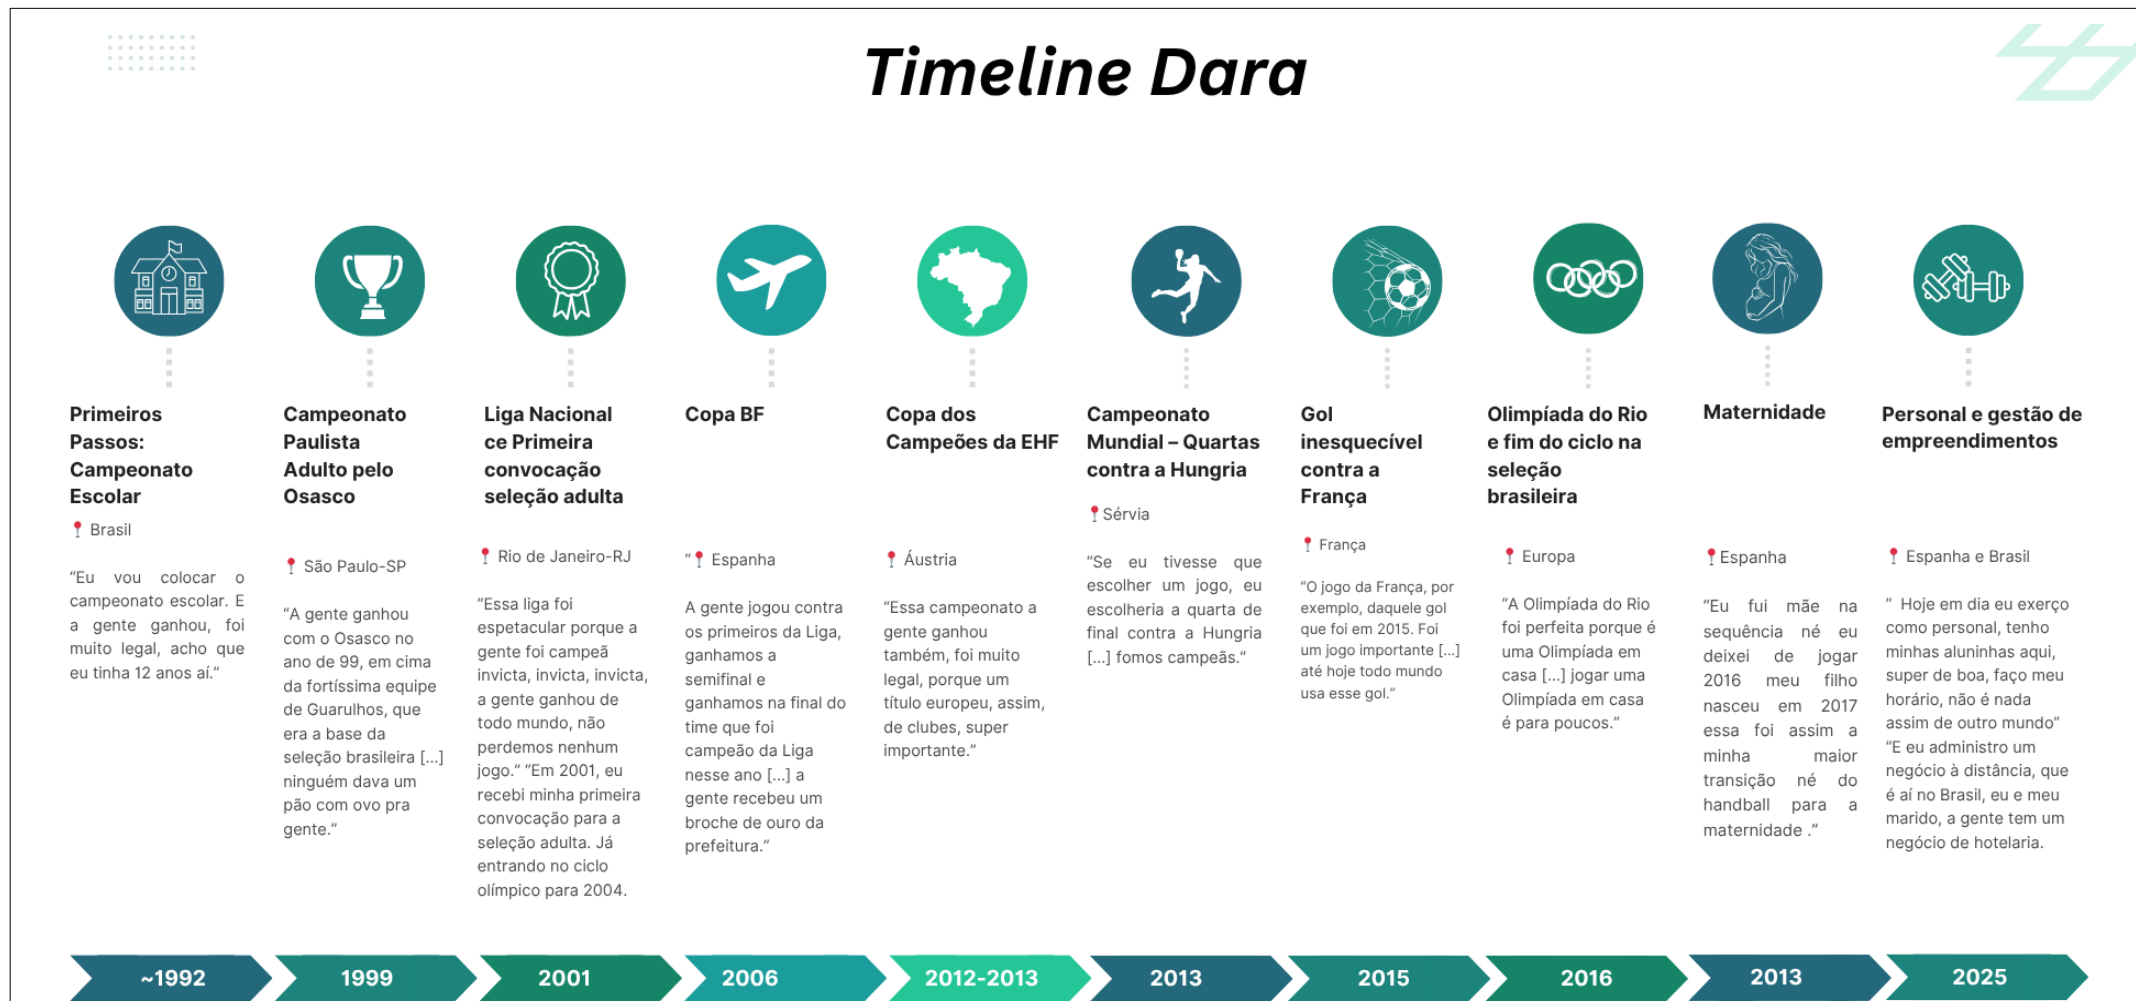 Timeline Dara
Primeiros
Passos:
Campeonato
Escolar
📍 Brasil
“Eu vou colocar o
campeonato escolar. E
a gente ganhou, foi
muito legal, acho que
eu tinha 12 anos aí.”
~1992
Campeonato
Paulista
Adulto pelo
Osasco
📍 São Paulo-SP
“A gente ganhou
com o Osasco no
ano de 99, em cima
da fortíssima equipe
de Guarulhos, que
era a base da
seleção brasileira [...]
ninguém dava um
pão com ovo pra
gente.”
1999
Liga Nacional
ce Primeira
convocação
seleção adulta
📍 Rio de Janeiro-RJ
“Essa liga foi
espetacular porque a
gente foi campeã
invicta, invicta, invicta,
a gente ganhou de
todo mundo, não
perdemos nenhum
jogo.” “Em 2001, eu
recebi minha primeira
convocação para a
seleção adulta. Já
entrando no ciclo
olímpico para 2004.
2001
Copa BF
“📍 Espanha
A gente jogou contra
os primeiros da Liga,
ganhamos a
semifinal e
ganhamos na final do
time que foi
campeão da Liga
nesse ano [...] a
gente recebeu um
broche de ouro da
prefeitura.”
2006
Copa dos
Campeões da EHF
📍 Áustria
“Essa campeonato a
gente ganhou
também, foi muito
legal, porque um
título europeu, assim,
de clubes, super
importante.”
2012-2013
Campeonato
Mundial – Quartas
contra a Hungria
📍Sérvia
“Se eu tivesse que
escolher um jogo, eu
escolheria a quarta de
final contra a Hungria
[...] fomos campeãs.”
2013
Gol
inesquecível
contra a
França
📍 França
“O jogo da França, por
exemplo, daquele gol
que foi em 2015. Foi
um jogo importante [...]
até hoje todo mundo
usa esse gol.”
2015
Olimpíada do Rio
e fim do ciclo na
seleção
brasileira
📍 Europa
“A Olimpíada do Rio
foi perfeita porque é
uma Olimpíada em
casa [...] jogar uma
Olimpíada em casa
é para poucos.”
2016
Maternidade
📍Espanha
“Eu fui mãe na
sequência né eu
deixei de jogar
2016 meu filho
nasceu em 2017
essa foi assim a
minha maior
transição né do
handball para a
maternidade .”
2013
Personal e gestão de
empreendimentos
📍 Espanha e Brasil
“ Hoje em dia eu exerço
como personal, tenho
minhas aluninhas aqui,
super de boa, faço meu
horário, não é nada
assim de outro mundo”
“E eu administro um
negócio à distância, que
é aí no Brasil, eu e meu
marido, a gente tem um
negócio de hotelaria.
2025